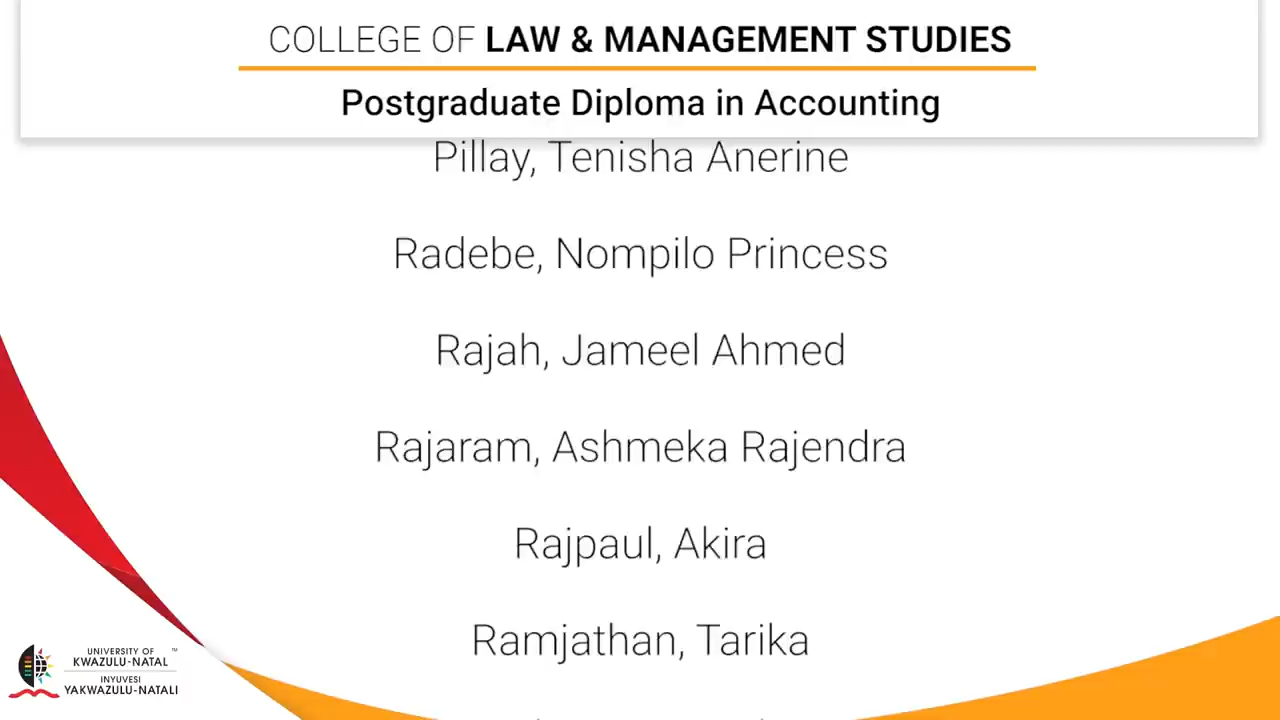 COLLEGE OF LAW & MANAGEMENT STUDIES
Postgraduate Diploma in Accounting
Pillay, Tenisha Anerine
Radebe, Nompilo Princess
Rajah, Jameel Ahmed
Rajaram, Ashmeka Rajendra
Rajpaul, Akira
Ramjathan, Tarika
UNIVERSITY OF ™
KWAZULU-NATAL
INYUVESI
YAKWAZULU-NATALI